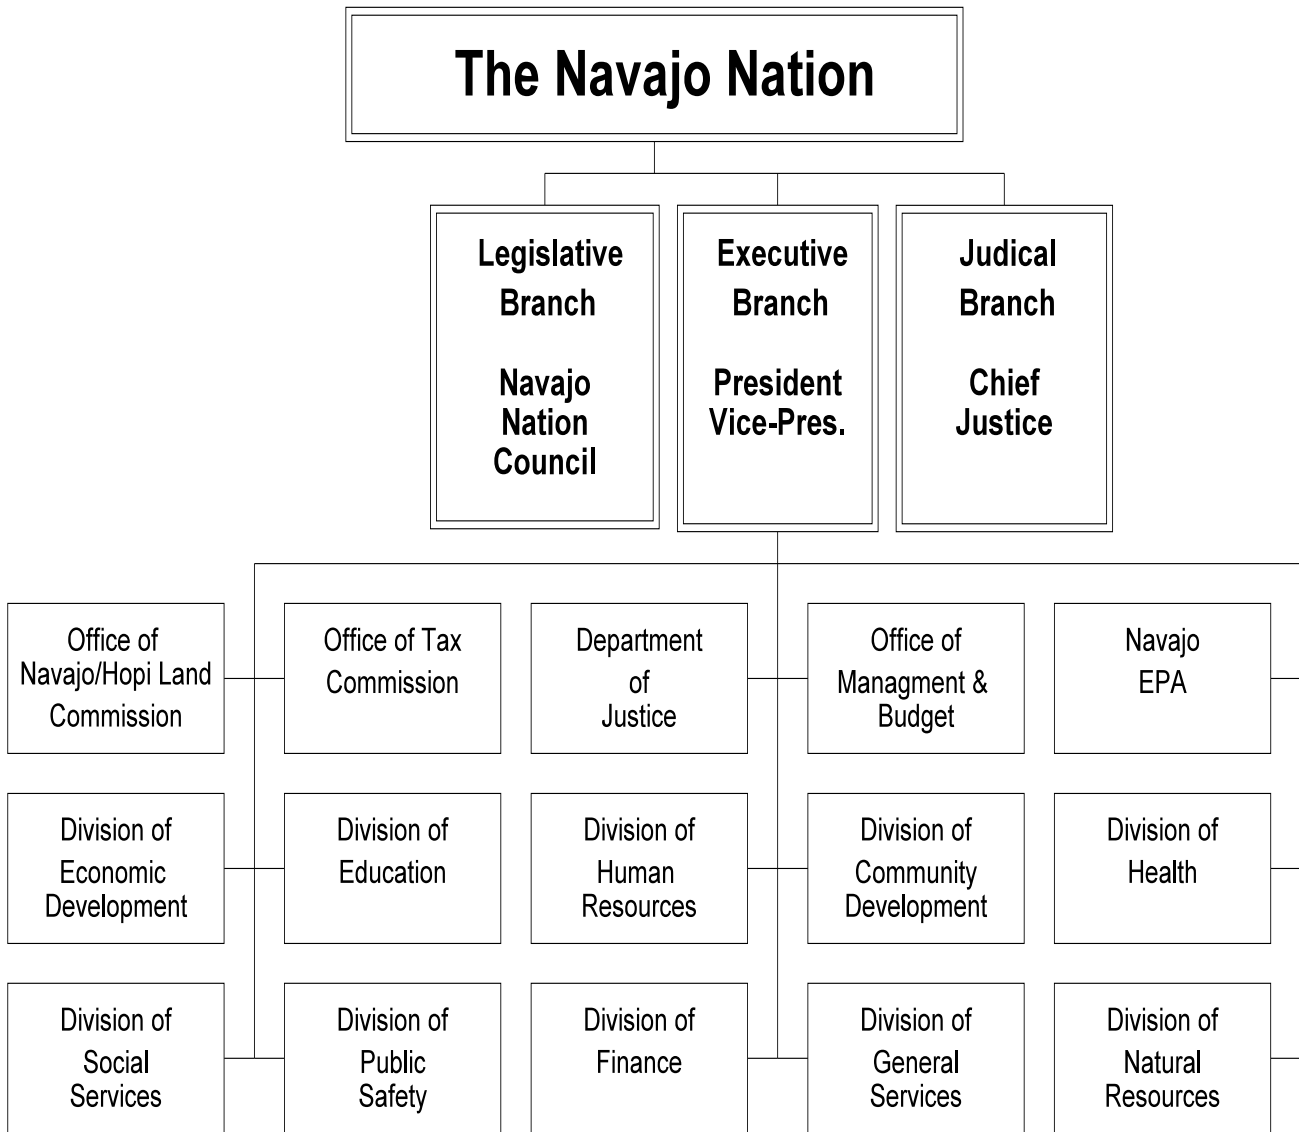 The Navajo Nation
Legislative
Branch
Navajo
Nation
Council
Executive
Branch
President
Vice-Pres.
Judical
Branch
Chief
Justice
Office of
Navajo/Hopi Land
Commission
Office of Tax
Commission
Department
of
Justice
Office of
Managment &
Budget
Navajo
EPA
Division of
Economic
Development
Division of
Education
Division of
Human
Resources
Division of
Community
Development
Division of
Health
Division of
Social
Services
Division of
Public
Safety
Division of
Finance
Division of
General
Services
Division of
Natural
Resources